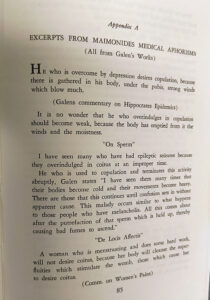 Appendix A
EXCERPTS FROM MAIMONIDES MEDICAL APHORISMS
(All from Galen's Works)
HE who is overcome by depression desires copulation, because
there is gathered in his body, under the pubis, strong winds
which blow much.
(Galens commentary on Hippocrates Epidemics)
It is no wonder that he who overindulges in copulation
should become weak, because the body has emptied from it the
winds and the moistness.
"On Sperm"
I have seen many who have had epileptic seizures because
they overindulged in coitus at an improper time.
He who is used to copulation and terminates this activity
abruptly, Galen states "I have seen them many times that
their bodies become cold and their movements become heavy.
There are those that this continues until confusion sets in without
apparent cause. This malady occurs similar to what happens
to those people who have melancholia. All this comes about
after the putrefaction of that sperm which is held up, thereby
causing bad fumes to ascend."
"De Locis Affectis"
A woman who is menstruating and does some hard work,
will not desire coitus, because her body will
fluities which stimulate the womb, from which cause her
to desire coitus.
(Comm. on Women's Pains)
85